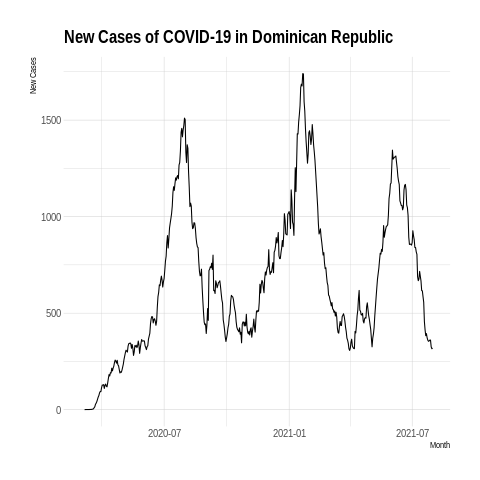 New Cases of COVID-19 in Dominican Republic
New Cases
1500
1000
500
0
2020-07 2021-01 2021-07
Month